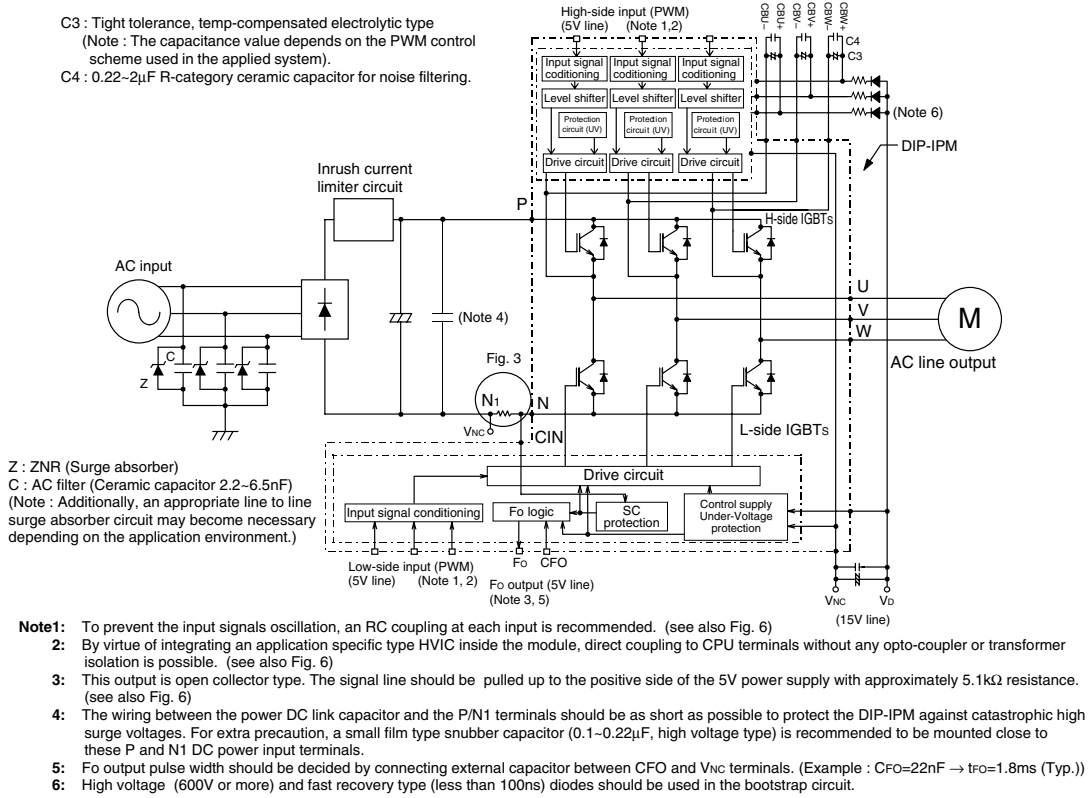 C3 : Tight tolerance, temp-compensated electrolytic type
(Note : The capacitance value depends on the PWM control
scheme used in the applied system).
C4 : 0.22~2μF R-category ceramic capacitor for noise filtering.
High-side input (PWM)
(5V line) (Note 1,2)
CBU–
CBU+
CBV–
CBV+
CBW–
CBW+
C4
C3
Input signal coditioning
Input signal coditioning
Input signal coditioning
Level shifter
Level shifter
Level shifter
Protection circuit (UV)
Protection circuit (UV)
Protection circuit (UV)
Drive circuit
Drive circuit
Drive circuit
(Note 6)
DIP-IPM
Inrush current
limiter circuit
P
H-side IGBTs
AC input
(Note 4)
U
V
W
M
AC line output
C
Z
Fig. 3
N1
N
VNC
CIN
L-side IGBTs
Z : ZNR (Surge absorber)
C : AC filter (Ceramic capacitor 2.2~6.5nF)
(Note : Additionally, an appropriate line to line
surge absorber circuit may become necessary
depending on the application environment.)
Drive circuit
Input signal conditioning
Fo logic
SC
protection
Control supply
Under-Voltage
protection
Low-side input (PWM)
(5V line) (Note 1, 2)
FO
CFO
FO output (5V line)
(Note 3, 5)
VNC
VD
(15V line)
Note1: To prevent the input signals oscillation, an RC coupling at each input is recommended. (see also Fig. 6)
2: By virtue of integrating an application specific type HVIC inside the module, direct coupling to CPU terminals without any opto-coupler or transformer
isolation is possible. (see also Fig. 6)
3: This output is open collector type. The signal line should be pulled up to the positive side of the 5V power supply with approximately 5.1kΩ resistance.
(see also Fig. 6)
4: The wiring between the power DC link capacitor and the P/N1 terminals should be as short as possible to protect the DIP-IPM against catastrophic high
surge voltages. For extra precaution, a small film type snubber capacitor (0.1~0.22μF, high voltage type) is recommended to be mounted close to
these P and N1 DC power input terminals.
5: Fo output pulse width should be decided by connecting external capacitor between CFO and VNC terminals. (Example : CFO=22nF → tFO=1.8ms (Typ.))
6: High voltage (600V or more) and fast recovery type (less than 100ns) diodes should be used in the bootstrap circuit.